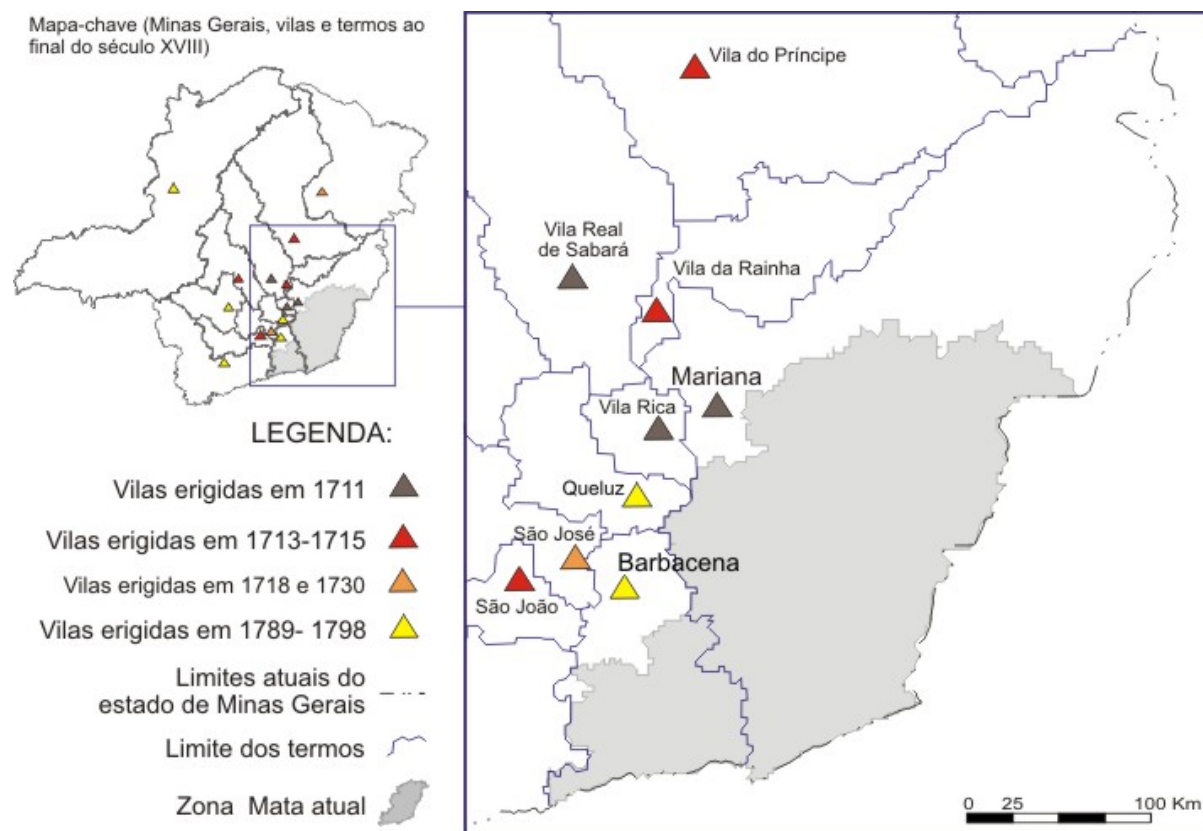 Mapa-chave (Minas Gerais, vilas e termos ao
final do século XVIII)
LEGENDA:
Vilas erigidas em 1711
Vilas erigidas em 1713-1715
Vilas erigidas em 1718 e 1730
Vilas erigidas em 1789- 1798
Limites atuais do
estado de Minas Gerais
Limite dos termos
Zona Mata atual
Vila do Príncipe
Vila Real
de Sabará
Vila da Rainha
Mariana
Vila Rica
Queluz
São José
Barbacena
São João
0 25 100 Km